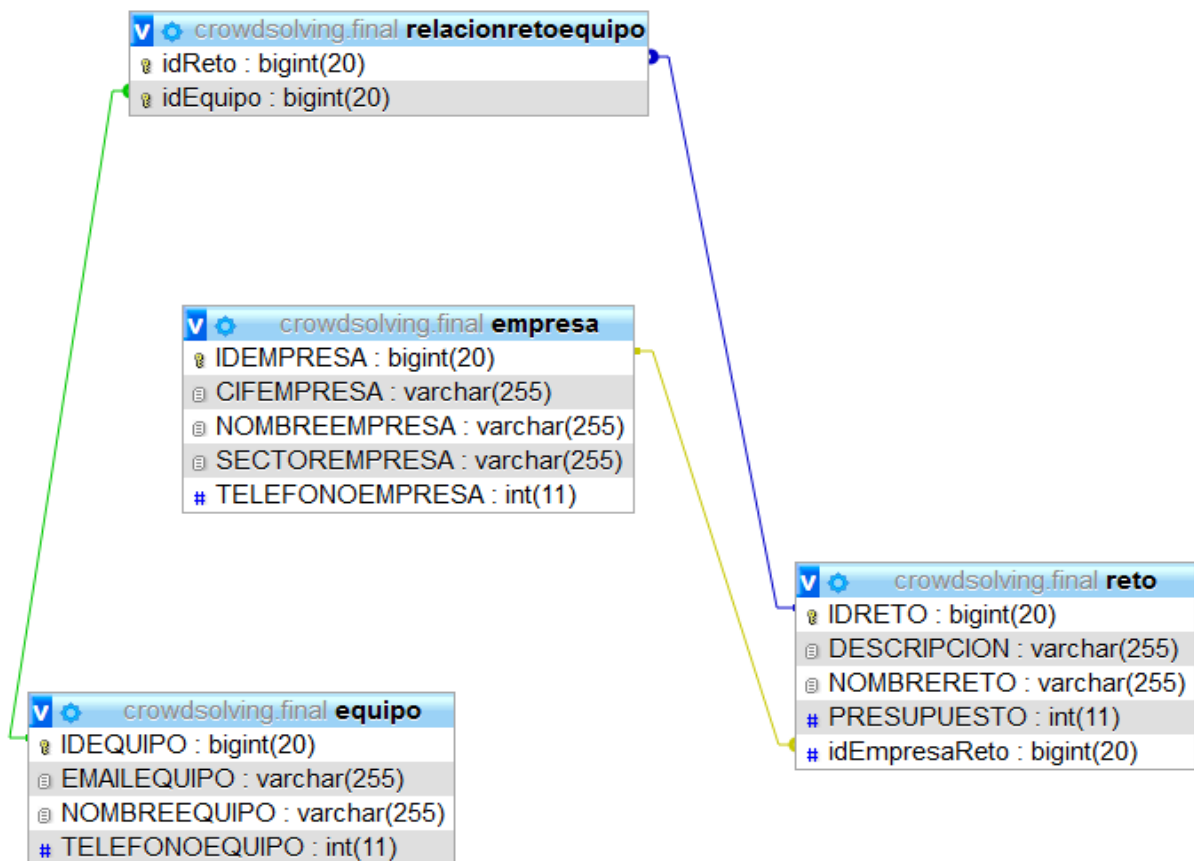 v crowdsolving.final relacionretoequipo
idReto : bigint(20)
idEquipo : bigint(20)
v crowdsolving.final empresa
IDEMPRESA : bigint(20)
CIFEMPRESA : varchar(255)
NOMBREEMPRESA : varchar(255)
SECTOREMPRESA : varchar(255)
# TELEFONOEMPRESA : int(11)
v crowdsolving.final reto
IDRETO : bigint(20)
DESCRIPCION : varchar(255)
NOMBRERETO : varchar(255)
# PRESUPUESTO : int(11)
# idEmpresaReto : bigint(20)
v crowdsolving.final equipo
IDEQUIPO : bigint(20)
EMAILEQUIPO : varchar(255)
NOMBREEQUIPO : varchar(255)
# TELEFONOEQUIPO : int(11)